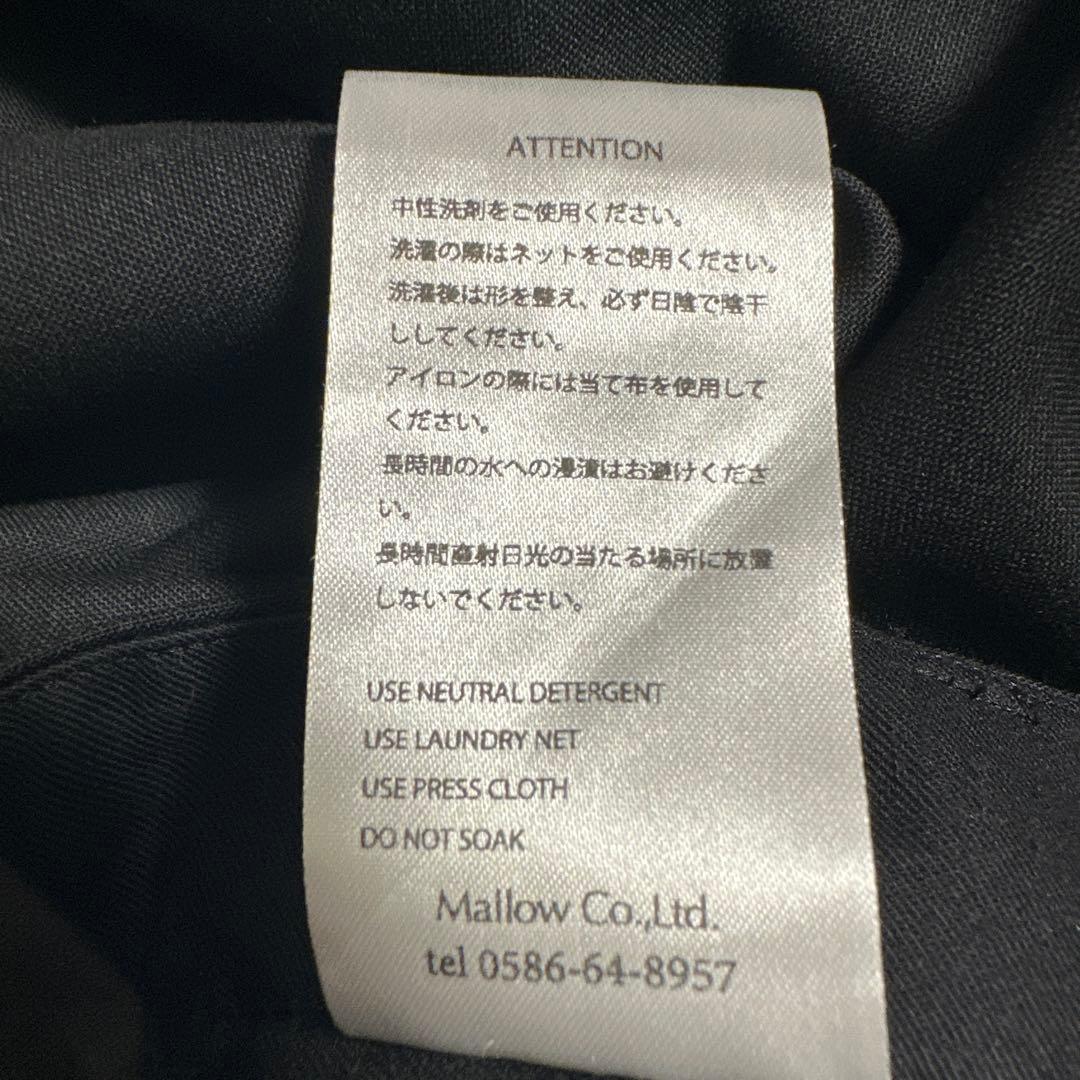 ATTENTION
中性洗剤をご使用ください。
洗濯の際はネットをご使用ください。
洗濯後は形を整え、必ず日陰で陰干
ししてください。
アイロンの際には当て布を使用して
ください。
長時間の水への浸漬はお避けくださ
い。
長時間直射日光の当たる場所に放置
しないでください。
USE NEUTRAL DETERGENT
USE LAUNDRY NET
USE PRESS CLOTH
DO NOT SOAK
Mallow Co.,Ltd.
tel 0586-64-8957